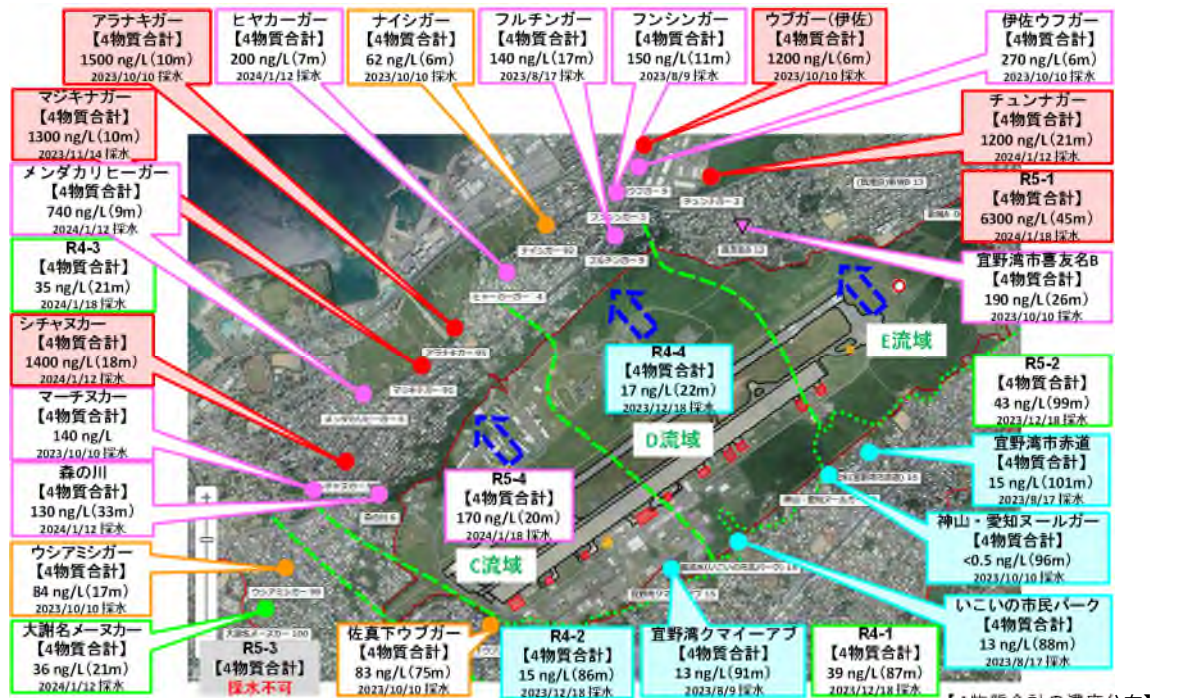 アラナキガー
【4物質合計】
1500 ng/L(10m)
2023/10/10 採水
ヒヤカーガー
【4物質合計】
200 ng/L(7m)
2024/1/12 採水
ナイシガー
【4物質合計】
62 ng/L(6m)
2023/10/10 採水
フルチンガー
【4物質合計】
140 ng/L(17m)
2023/8/17 採水
フンシンガー
【4物質合計】
150 ng/L(11m)
2023/8/9 採水
ウブガー(伊佐)
【4物質合計】
1200 ng/L(6m)
2023/10/10 採水
伊佐ウフガー
【4物質合計】
270 ng/L(6m)
2023/10/10 採水
マジキナガー
【4物質合計】
1300 ng/L(10m)
2023/11/14 採水
チュンナガー
【4物質合計】
1200 ng/L(21m)
2024/1/12 採水
メンダカリヒーガー
【4物質合計】
740 ng/L(9m)
2024/1/12 採水
R5-1
【4物質合計】
6300 ng/L(45m)
2024/1/18 採水
R4-3
【4物質合計】
35 ng/L(21m)
2024/1/18 採水
宜野湾市喜友名B
【4物質合計】
190 ng/L(26m)
2023/10/10 採水
シチャヌカー
【4物質合計】
1400 ng/L(18m)
2024/1/12 採水
R4-4
【4物質合計】
17 ng/L(22m)
2023/12/18 採水
E流域
D流域
C流域
R5-2
【4物質合計】
43 ng/L(99m)
2023/12/18 採水
マーチヌカー
【4物質合計】
140 ng/L
2023/10/10 採水
宜野湾市赤道
【4物質合計】
15 ng/L(101m)
2023/8/17 採水
森の川
【4物質合計】
130 ng/L(33m)
2024/1/12 採水
R5-4
【4物質合計】
170 ng/L(20m)
2024/1/18 採水
神山・愛知ヌールガー
【4物質合計】
<0.5 ng/L(96m)
2023/10/10 採水
ウシアミシガー
【4物質合計】
84 ng/L(17m)
2023/10/10 採水
いこいの市民パーク
【4物質合計】
13 ng/L(88m)
2023/8/17 採水
大謝名メーヌカー
【4物質合計】
36 ng/L(21m)
2024/1/12 採水
R5-3
【4物質合計】
採水不可
佐真下ウブガー
【4物質合計】
83 ng/L(75m)
2023/10/10 採水
R4-2
【4物質合計】
15 ng/L(86m)
2023/12/18 採水
宜野湾クマイーアブ
【4物質合計】
13 ng/L(91m)
2023/8/9 採水
R4-1
【4物質合計】
39 ng/L(87m)
2023/12/18 採水